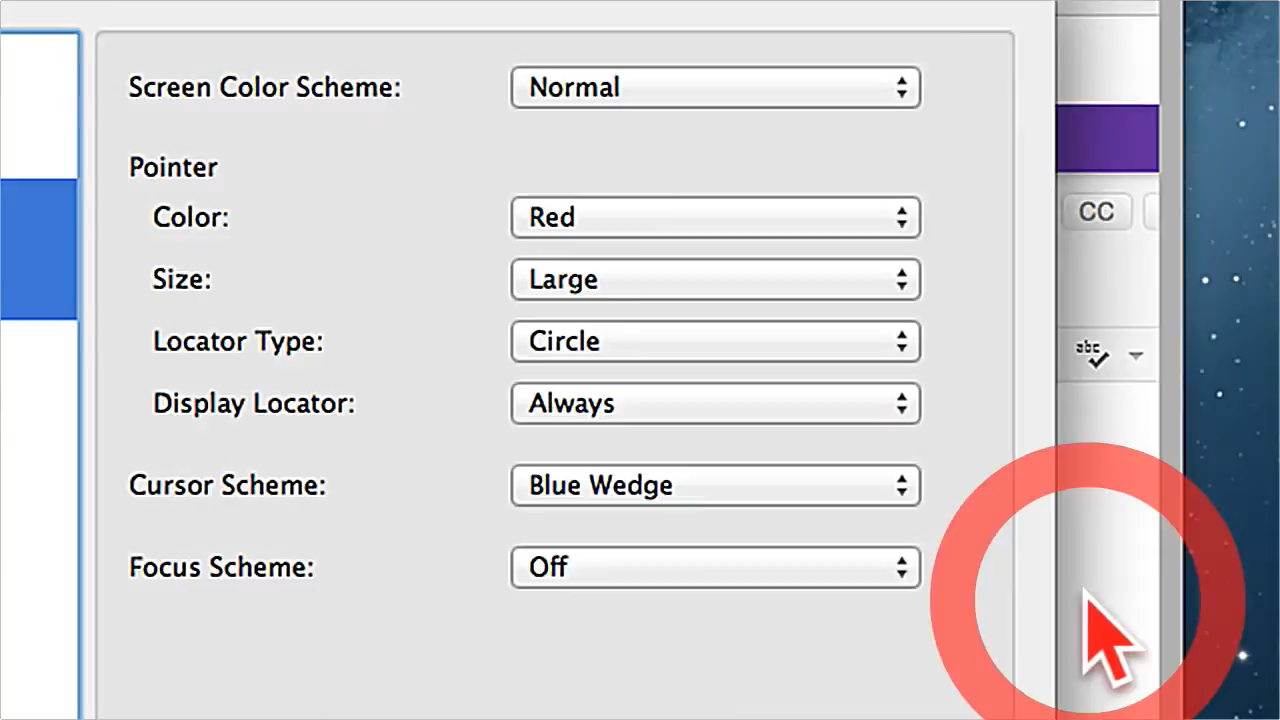 Screen Color Scheme: Normal
Pointer
Color: Red
CC
Size: Large
Locator Type: Circle
abc
Display Locator: Always
Cursor Scheme: Blue Wedge
Focus Scheme: Off